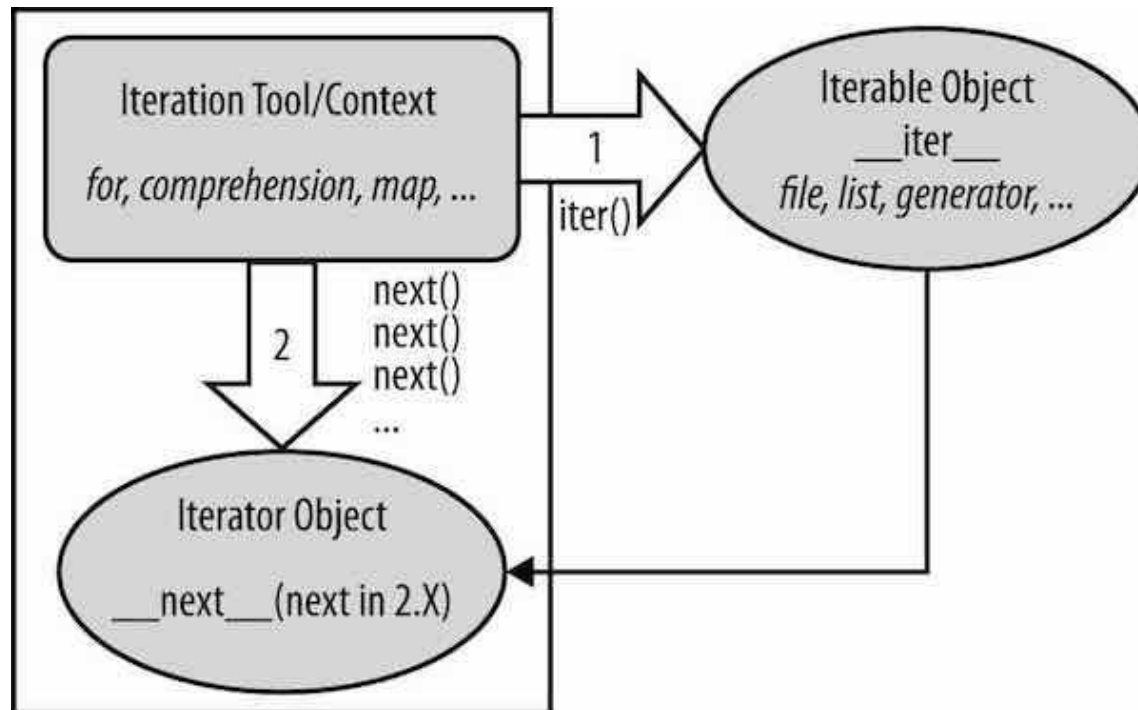 Iteration Tool/Context
for, comprehension, map, ...
1
iter()
Iterable Object
__iter__
file, list, generator, ...
2
next()
next()
next()
...
Iterator Object
__next__(next in 2.X)